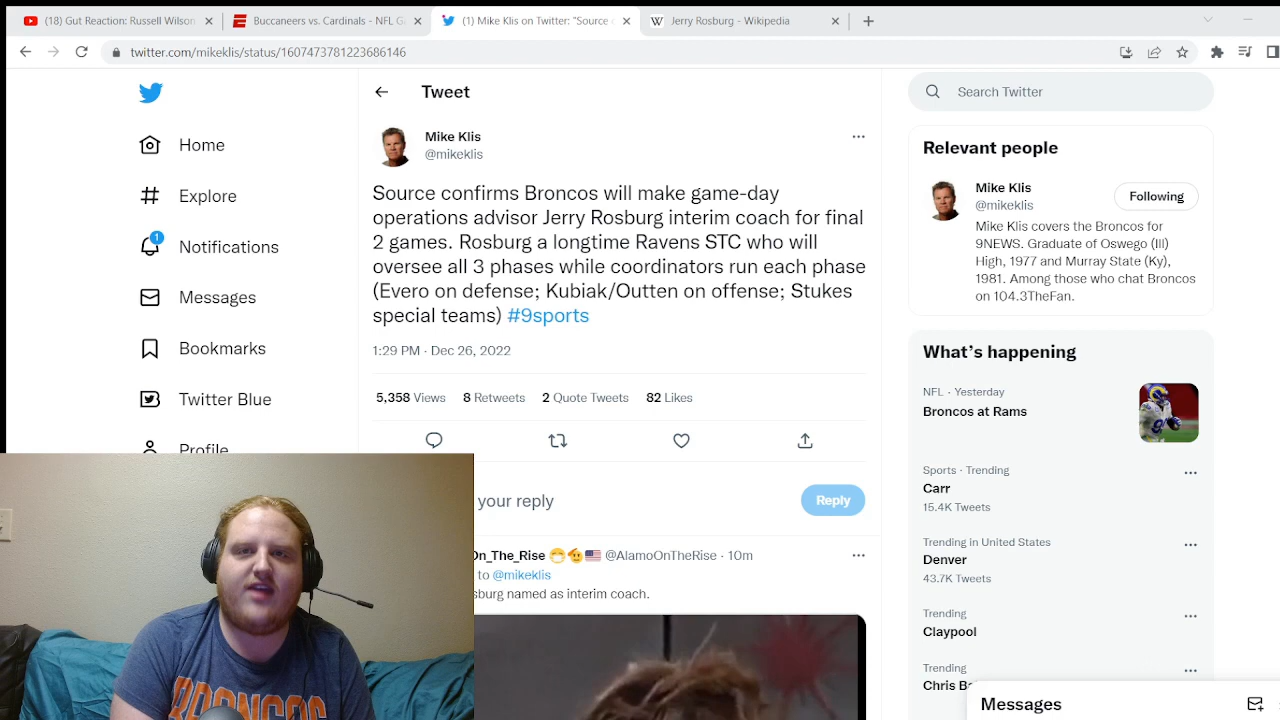 (18) Gut Reaction: Russell Wilson
Buccaneers vs. Cardinals - NFL G
(1) Mike Klis on Twitter: "Source
Jerry Rosburg - Wikipedia
twitter.com/mikeklis/status/1607473781223686146
Home
Explore
1
Notifications
Messages
Bookmarks
Twitter Blue
Profile
Tweet
Mike Klis
@mikeklis
Source confirms Broncos will make game-day
operations advisor Jerry Rosburg interim coach for final
2 games. Rosburg a longtime Ravens STC who will
oversee all 3 phases while coordinators run each phase
(Evero on defense; Kubiak/Outten on offense; Stukes
special teams) #9sports
1:29 PM · Dec 26, 2022
5,358 Views 8 Retweets 2 Quote Tweets 82 Likes
your reply
Reply
On_The_Rise @AlamoOnTheRise · 10m
to @mikeklis
sburg named as interim coach.
Search Twitter
Relevant people
Mike Klis
@mikeklis
Following
Mike Klis covers the Broncos for
9NEWS. Graduate of Oswego (Ill)
High, 1977 and Murray State (Ky),
1981. Among those who chat Broncos
on 104.3TheFan.
What's happening
NFL · Yesterday
Broncos at Rams
Sports · Trending
Carr
15.4K Tweets
Trending in United States
Denver
43.7K Tweets
Trending
Claypool
Trending
Chris Ba
Messages
BRONCOS